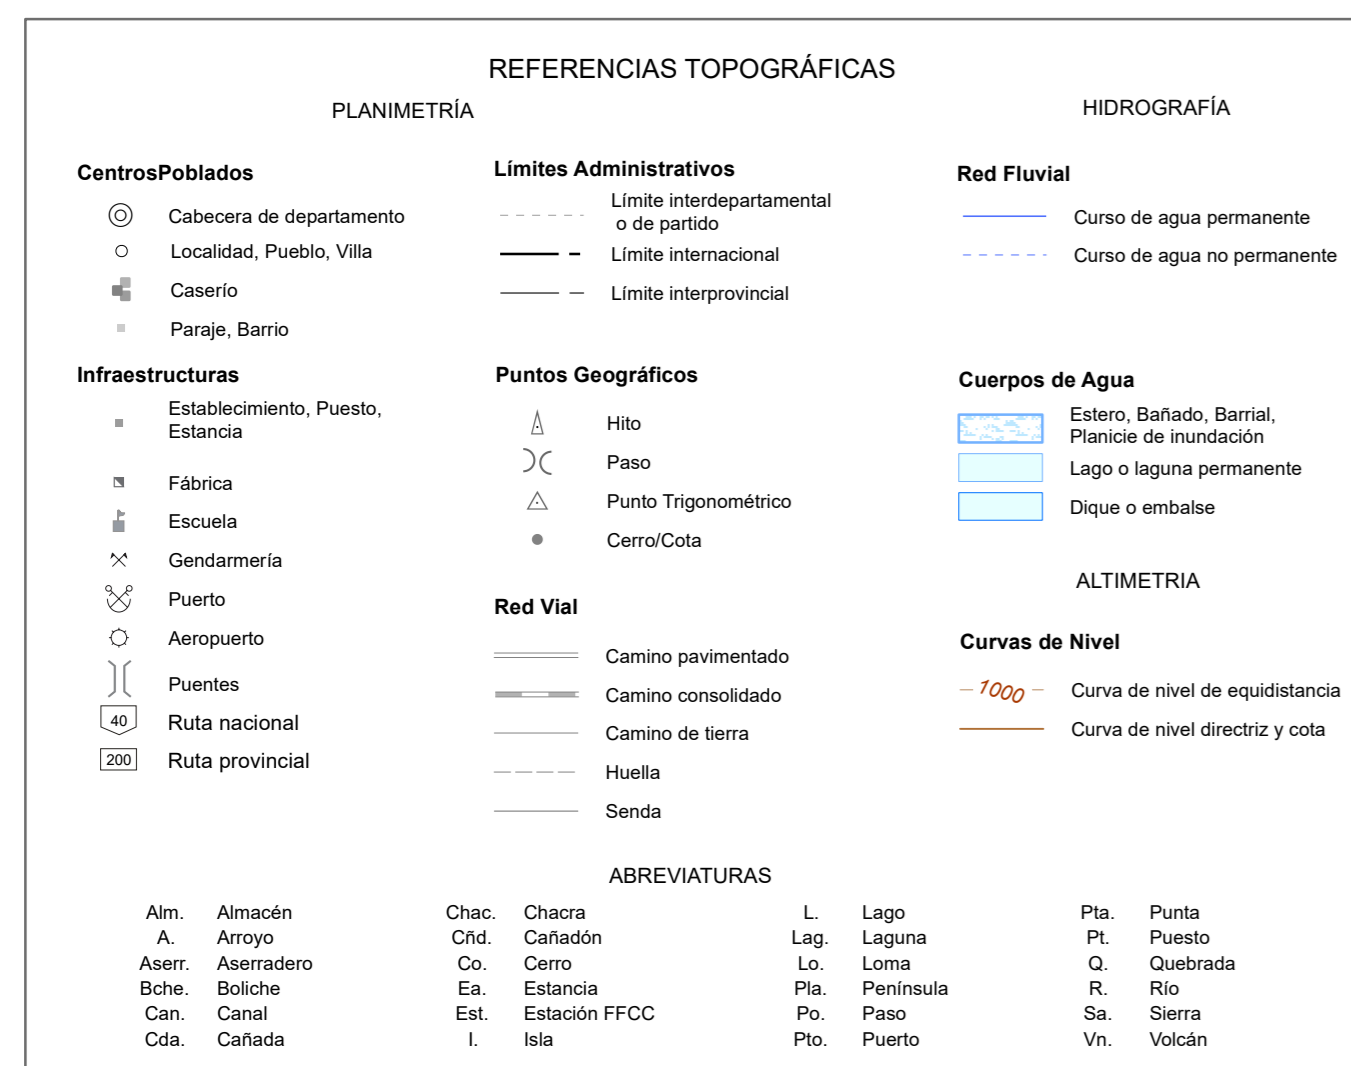 REFERENCIAS TOPOGRÁFICAS
PLANIMETRÍA
CentrosPoblados
Cabecera de departamento
Localidad, Pueblo, Villa
Caserío
Paraje, Barrio
Infraestructuras
Establecimiento, Puesto,
Estancia
Fábrica
Escuela
Gendarmería
Puerto
Aeropuerto
Puentes
40 Ruta nacional
200 Ruta provincial
Límites Administrativos
Límite interdepartamental
o de partido
Límite internacional
Límite interprovincial
Puntos Geográficos
Hito
Paso
Punto Trigonométrico
Cerro/Cota
Red Vial
Camino pavimentado
Camino consolidado
Camino de tierra
Huella
Senda
HIDROGRAFÍA
Red Fluvial
Curso de agua permanente
Curso de agua no permanente
Cuerpos de Agua
Estero, Bañado, Barrial,
Planicie de inundación
Lago o laguna permanente
Dique o embalse
ALTIMETRIA
Curvas de Nivel
1000 Curva de nivel de equidistancia
Curva de nivel directriz y cota
ABREVIATURAS
Alm. Almacén
A. Arroyo
Aserr. Aserradero
Bche. Boliche
Can. Canal
Cda. Cañada
Chac. Chacra
Cñd. Cañadón
Co. Cerro
Ea. Estancia
Est. Estación FFCC
I. Isla
L. Lago
Lag. Laguna
Lo. Loma
Pla. Península
Po. Paso
Pto. Puerto
Pta. Punta
Pt. Puesto
Q. Quebrada
R. Río
Sa. Sierra
Vn. Volcán